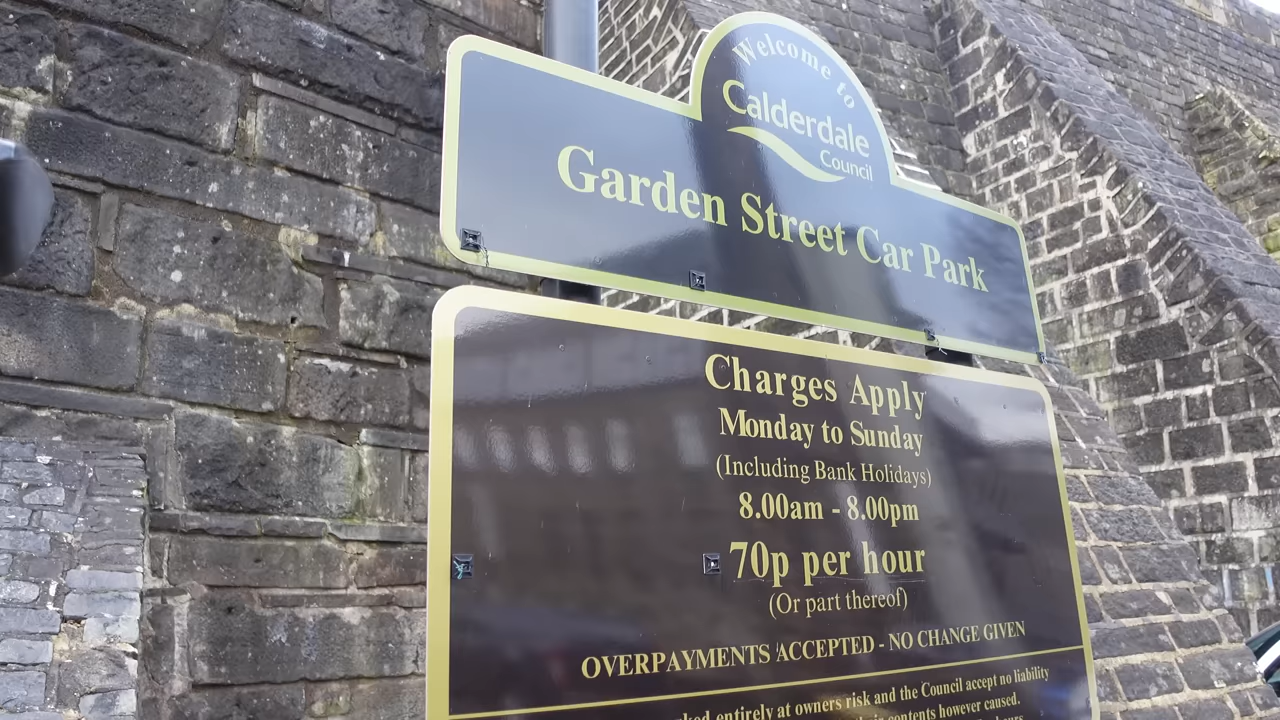 Welcome to
Calderdale
Council
Garden Street Car Park
Charges Apply
Monday to Sunday
(Including Bank Holidays)
8.00am - 8.00pm
70p per hour
(Or part thereof)
OVERPAYMENTS ACCEPTED - NO CHANGE GIVEN
entirely at owners risk and the Council accept no liability
contents however caused.